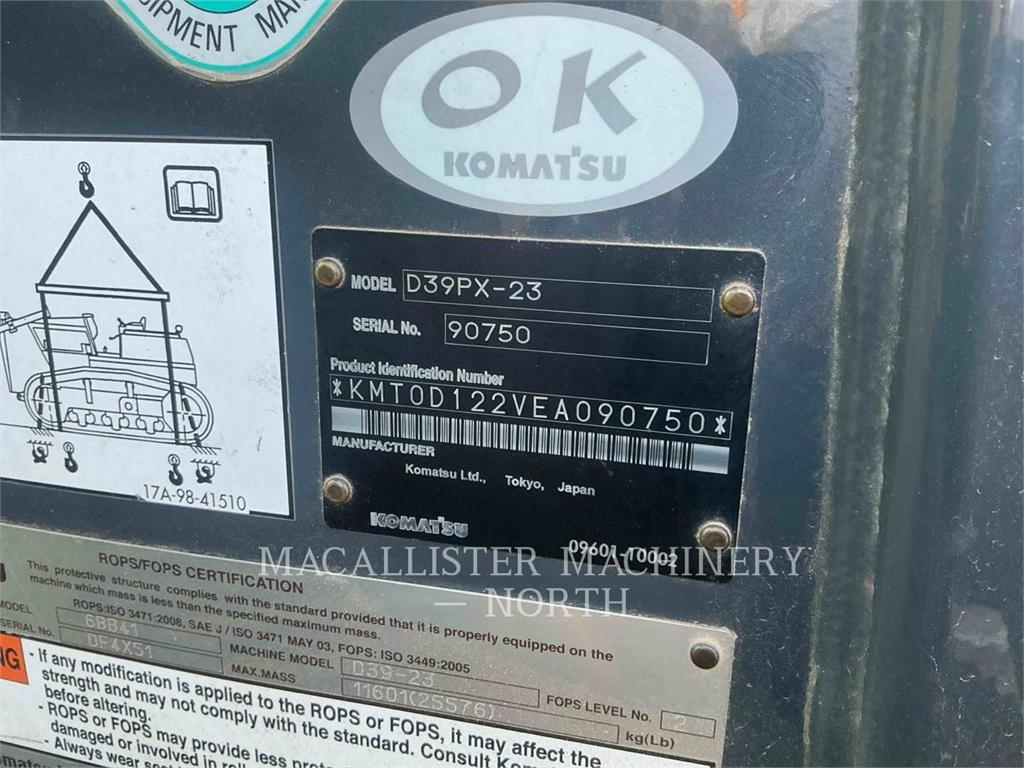 EQUIPMENT MAN
OK
KOMATSU
17A-98-41510
MODEL D39PX-23
SERIAL No. 90750
Product Identification Number
*KMT0D122VEA090750*
MANUFACTURER
Komatsu Ltd., Tokyo, Japan
KOMATSU
09601-10002
MACALLISTER MACHINERY
— NORTH —
ROPS/FOPS CERTIFICATION
This protective structure complies with the standard provided that it is properly equipped on the
machine which mass is less than the specified maximum mass.
ROPS:ISO 3471:2008, SAE J / ISO 3471 MAY 03, FOPS: ISO 3449:2005
MODEL 6BB41 MACHINE MODEL D39-23 FOPS LEVEL No. 2
SERIAL No. DF4X51 MAX.MASS 11601(25576) kg(Lb)
NG
- If any modification is applied to the ROPS or FOPS, it may affect the
strength and may not comply with the standard. Consult
before altering.
- ROPS or FOPS may provide less
damaged or involved in
- Always wear